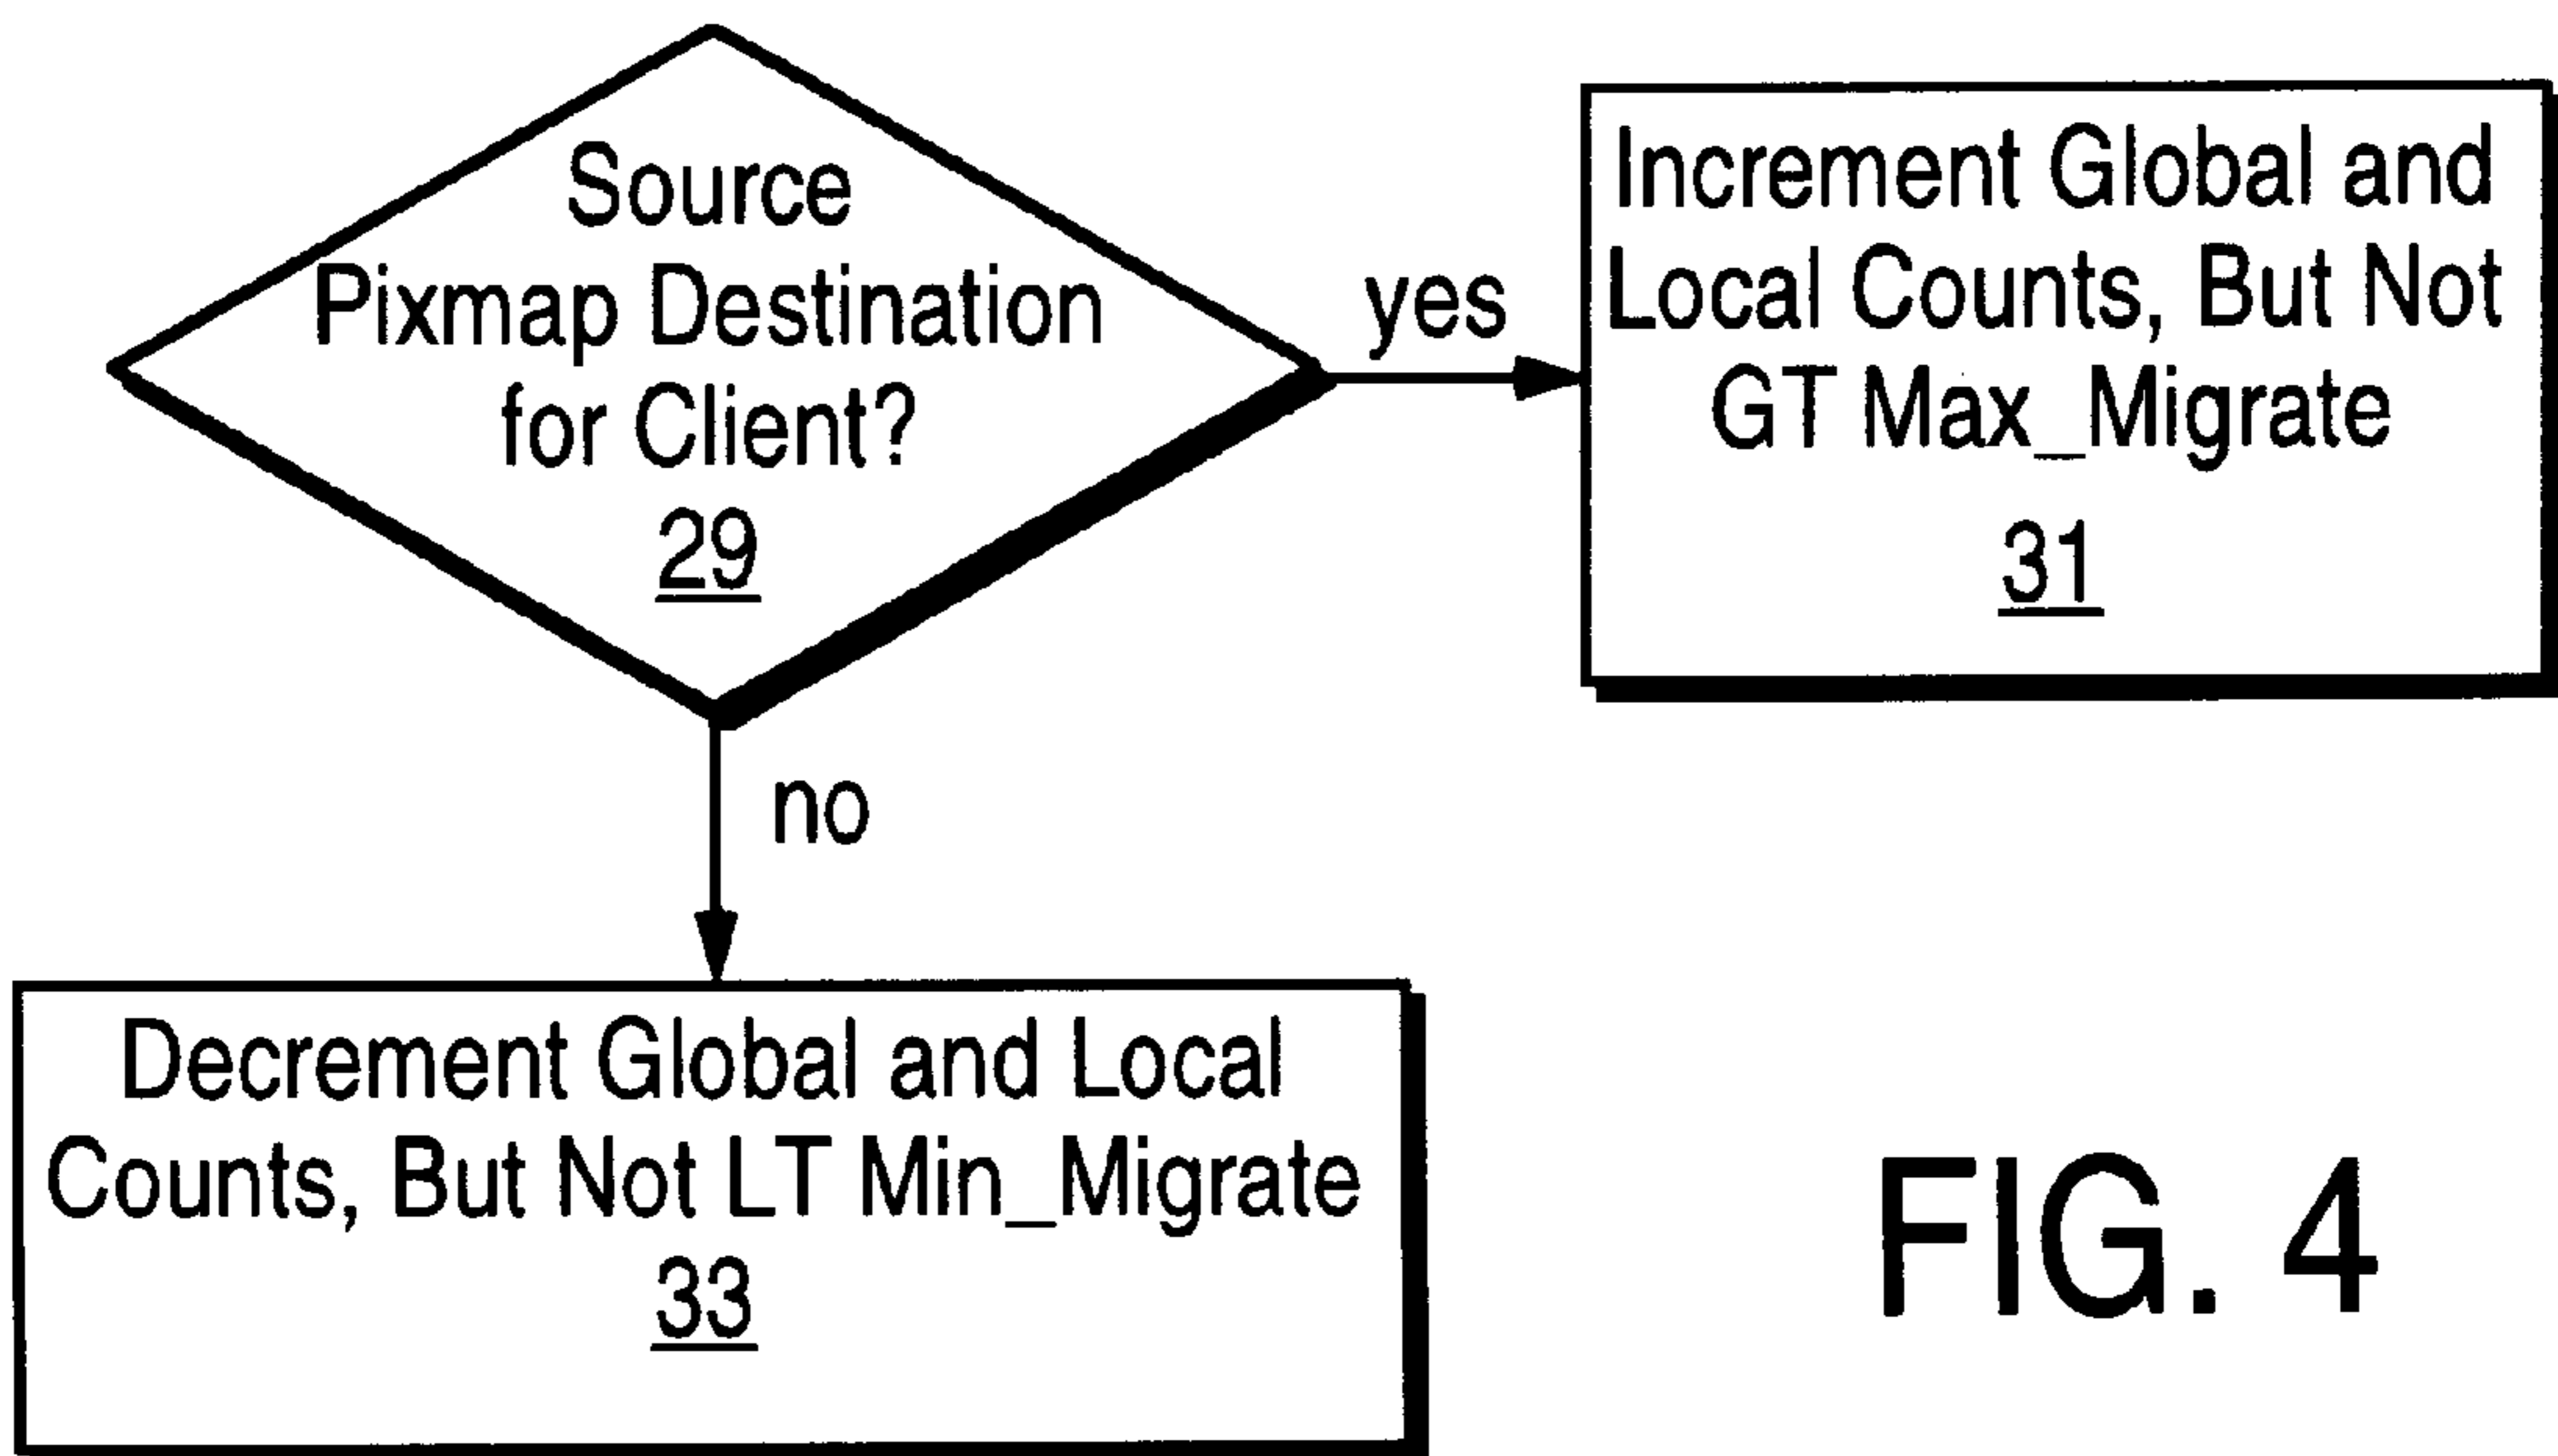 Source
Pixmap Destination
for Client?
29
yes
Increment Global and
Local Counts, But Not
GT Max_Migrate
31
no
Decrement Global and Local
Counts, But Not LT Min_Migrate
33
FIG. 4